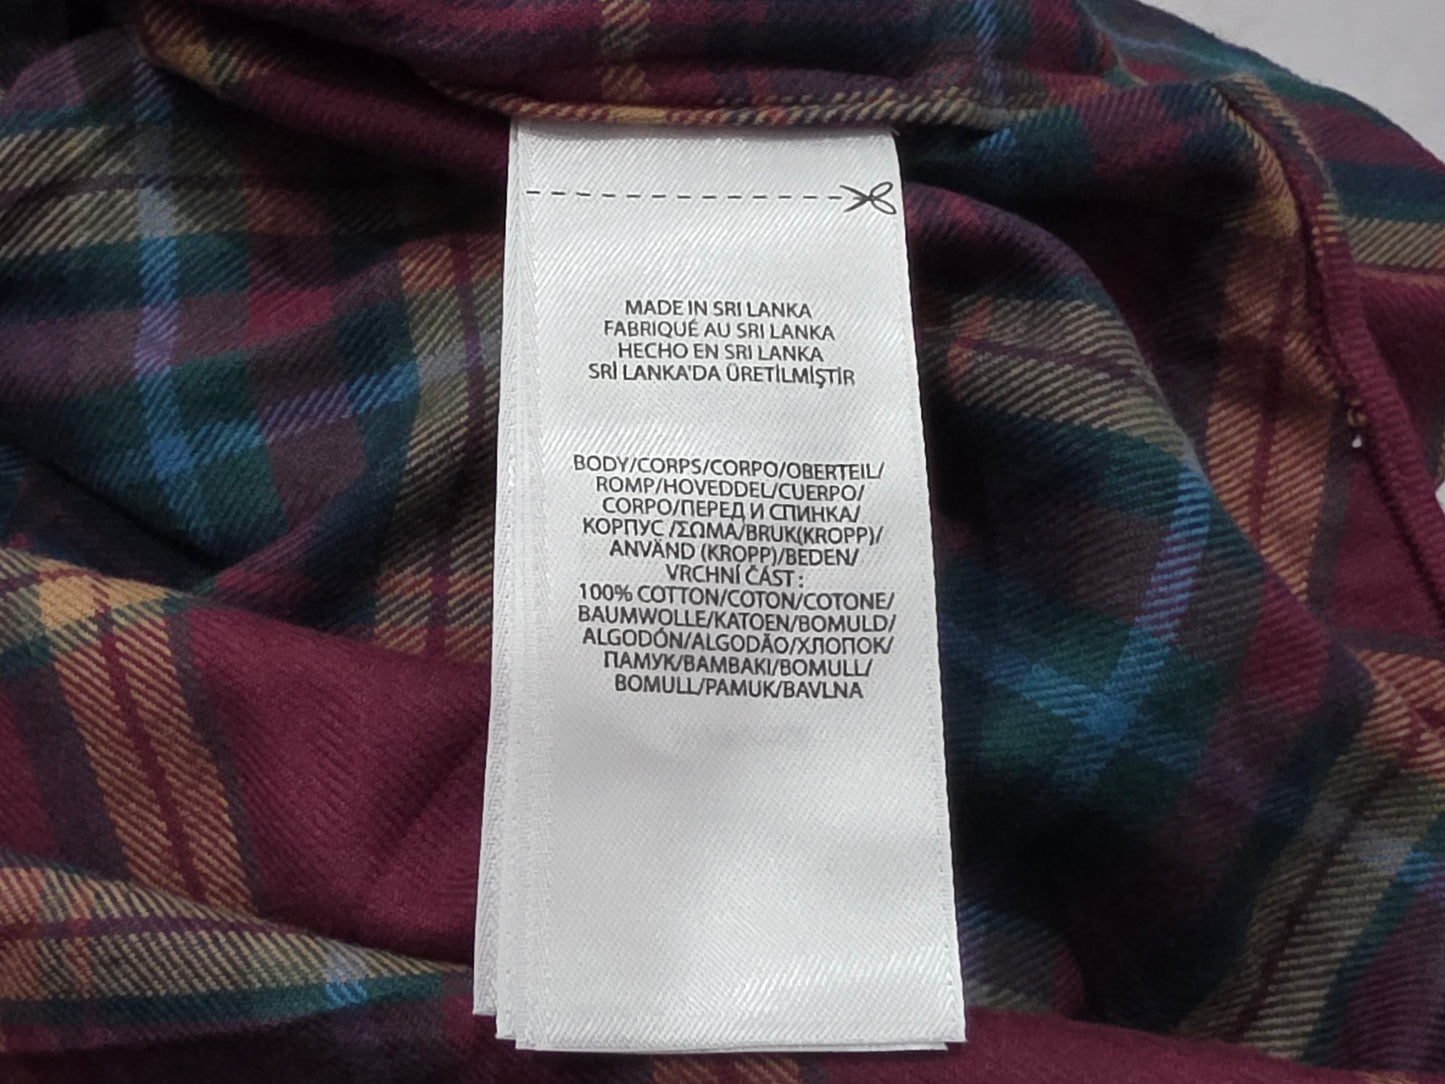 MADE IN SRI LANKA
FABRIQUÉ AU SRI LANKA
HECHO EN SRI LANKA
SRİ LANKA'DA ÜRETİLMİŞTİR
BODY/CORPS/CORPO/OBERTEIL/
ROMP/HOVEDDEL/CUERPO/
CORPO/ПЕРЕД И СПИНКА/
КОРПУС /ΣΩΜΑ/BRUK(KROPP)/
ANVÄND (KROPP)/BEDEN/
VRCHNÍ ČÁST :
100% COTTON/COTON/COTONE/
BAUMWOLLE/KATOEN/BOMULD/
ALGODÓN/ALGODÃO/ХЛОПОК/
ПАМУК/BAMBAKI/BOMULL/
BOMULL/PAMUK/BAVLNA